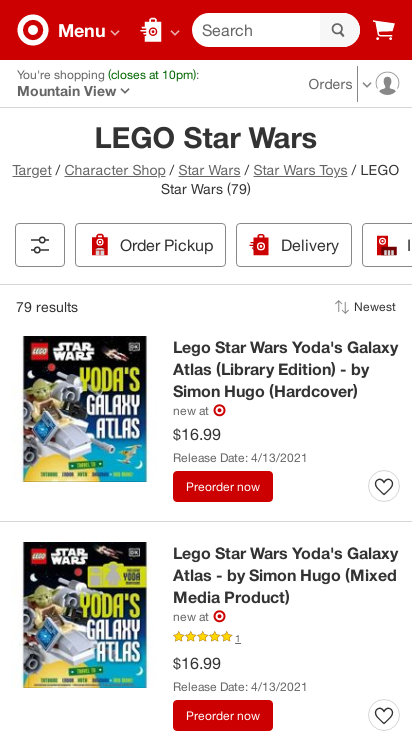 Menu
Search
You're shopping (closes at 10pm):
Mountain View
Orders
LEGO Star Wars
Target / Character Shop / Star Wars / Star Wars Toys / LEGO
Star Wars (79)
Order Pickup
Delivery
79 results
Newest
LEGO STAR WARS DK
YODA'S
GALAXY
ATLAS
Lego Star Wars Yoda's Galaxy
Atlas (Library Edition) - by
Simon Hugo (Hardcover)
new at
$16.99
Release Date: 4/13/2021
Preorder now
LEGO STAR WARS DK
YODA'S
GALAXY
ATLAS
Lego Star Wars Yoda's Galaxy
Atlas - by Simon Hugo (Mixed
Media Product)
new at
1
$16.99
Release Date: 4/13/2021
Preorder now